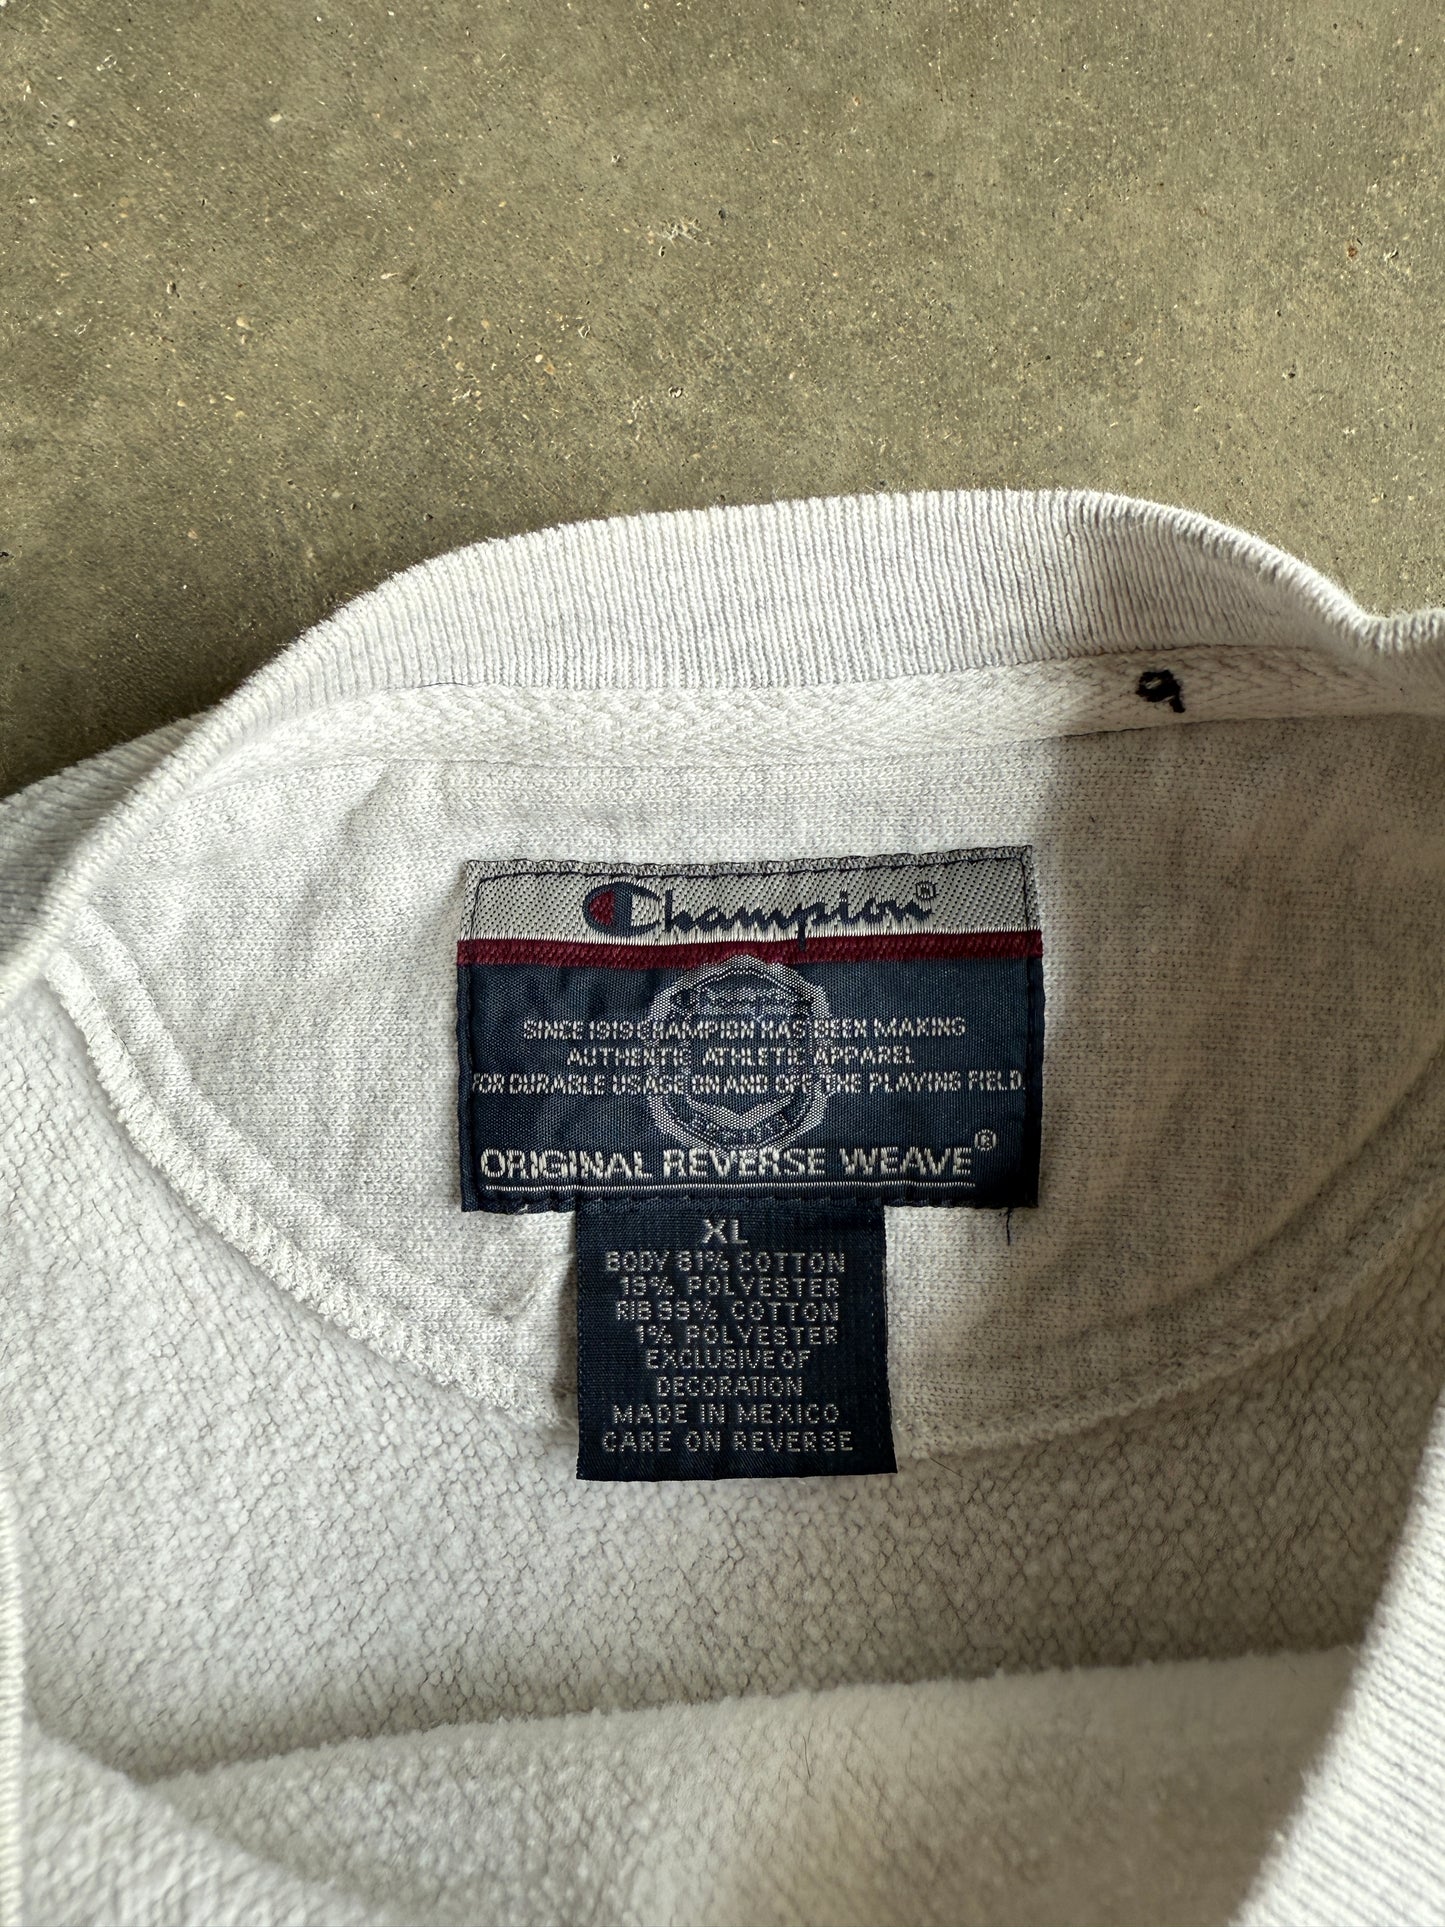 Champion®
Champion
SINCE 1919 CHAMPION HAS BEEN MAKING
AUTHENTIC ATHLETIC APPAREL
FOR DURABLE USAGE ON AND OFF THE PLAYING FIELD.
ORIGINAL REVERSE WEAVE®
XL
BODY 81% COTTON
19% POLYESTER
RIB 99% COTTON
1% POLYESTER
EXCLUSIVE OF
DECORATION
MADE IN MEXICO
CARE ON REVERSE